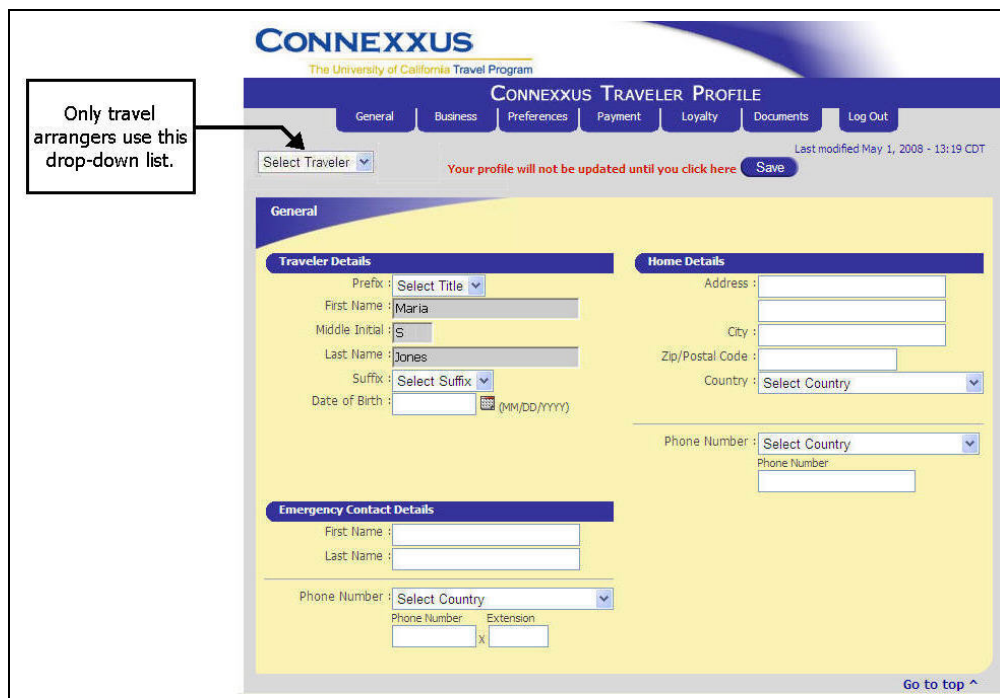 CONNEXXUS
The University of California Travel Program
Only travel
arrangers use this
drop-down list.
CONNEXXUS TRAVELER PROFILE
General Business Preferences Payment Loyalty Documents Log Out
Last modified May 1, 2008 - 13:19 CDT
Select Traveler
Your profile will not be updated until you click here Save
General
Traveler Details
Prefix : Select Title
First Name : Maria
Middle Initial : S
Last Name : Jones
Suffix : Select Suffix
Date of Birth : (MM/DD/YYYY)
Home Details
Address :
City :
Zip/Postal Code :
Country : Select Country
Phone Number : Select Country
Phone Number
Emergency Contact Details
First Name :
Last Name :
Phone Number : Select Country
Phone Number Extension
x
Go to top ^